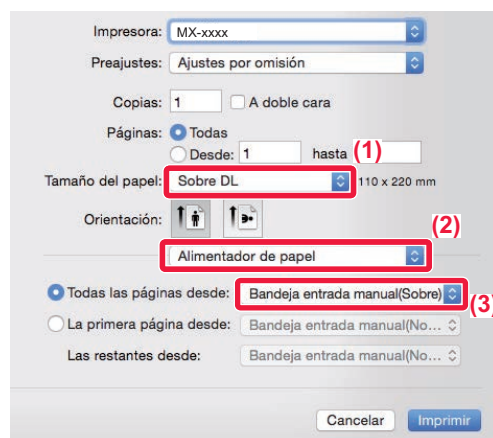 Impresora: MX-xxxx
Preajustes: Ajustes por omisión
Copias: 1 A doble cara
Páginas: Todas
Desde: 1 hasta (1)
Tamaño del papel: Sobre DL 110 x 220 mm
Orientación:
(2)
Alimentador de papel
Todas las páginas desde: Bandeja entrada manual(Sobre)
(3)
La primera página desde: Bandeja entrada manual(No...
Las restantes desde: Bandeja entrada manual(No...
Cancelar Imprimir